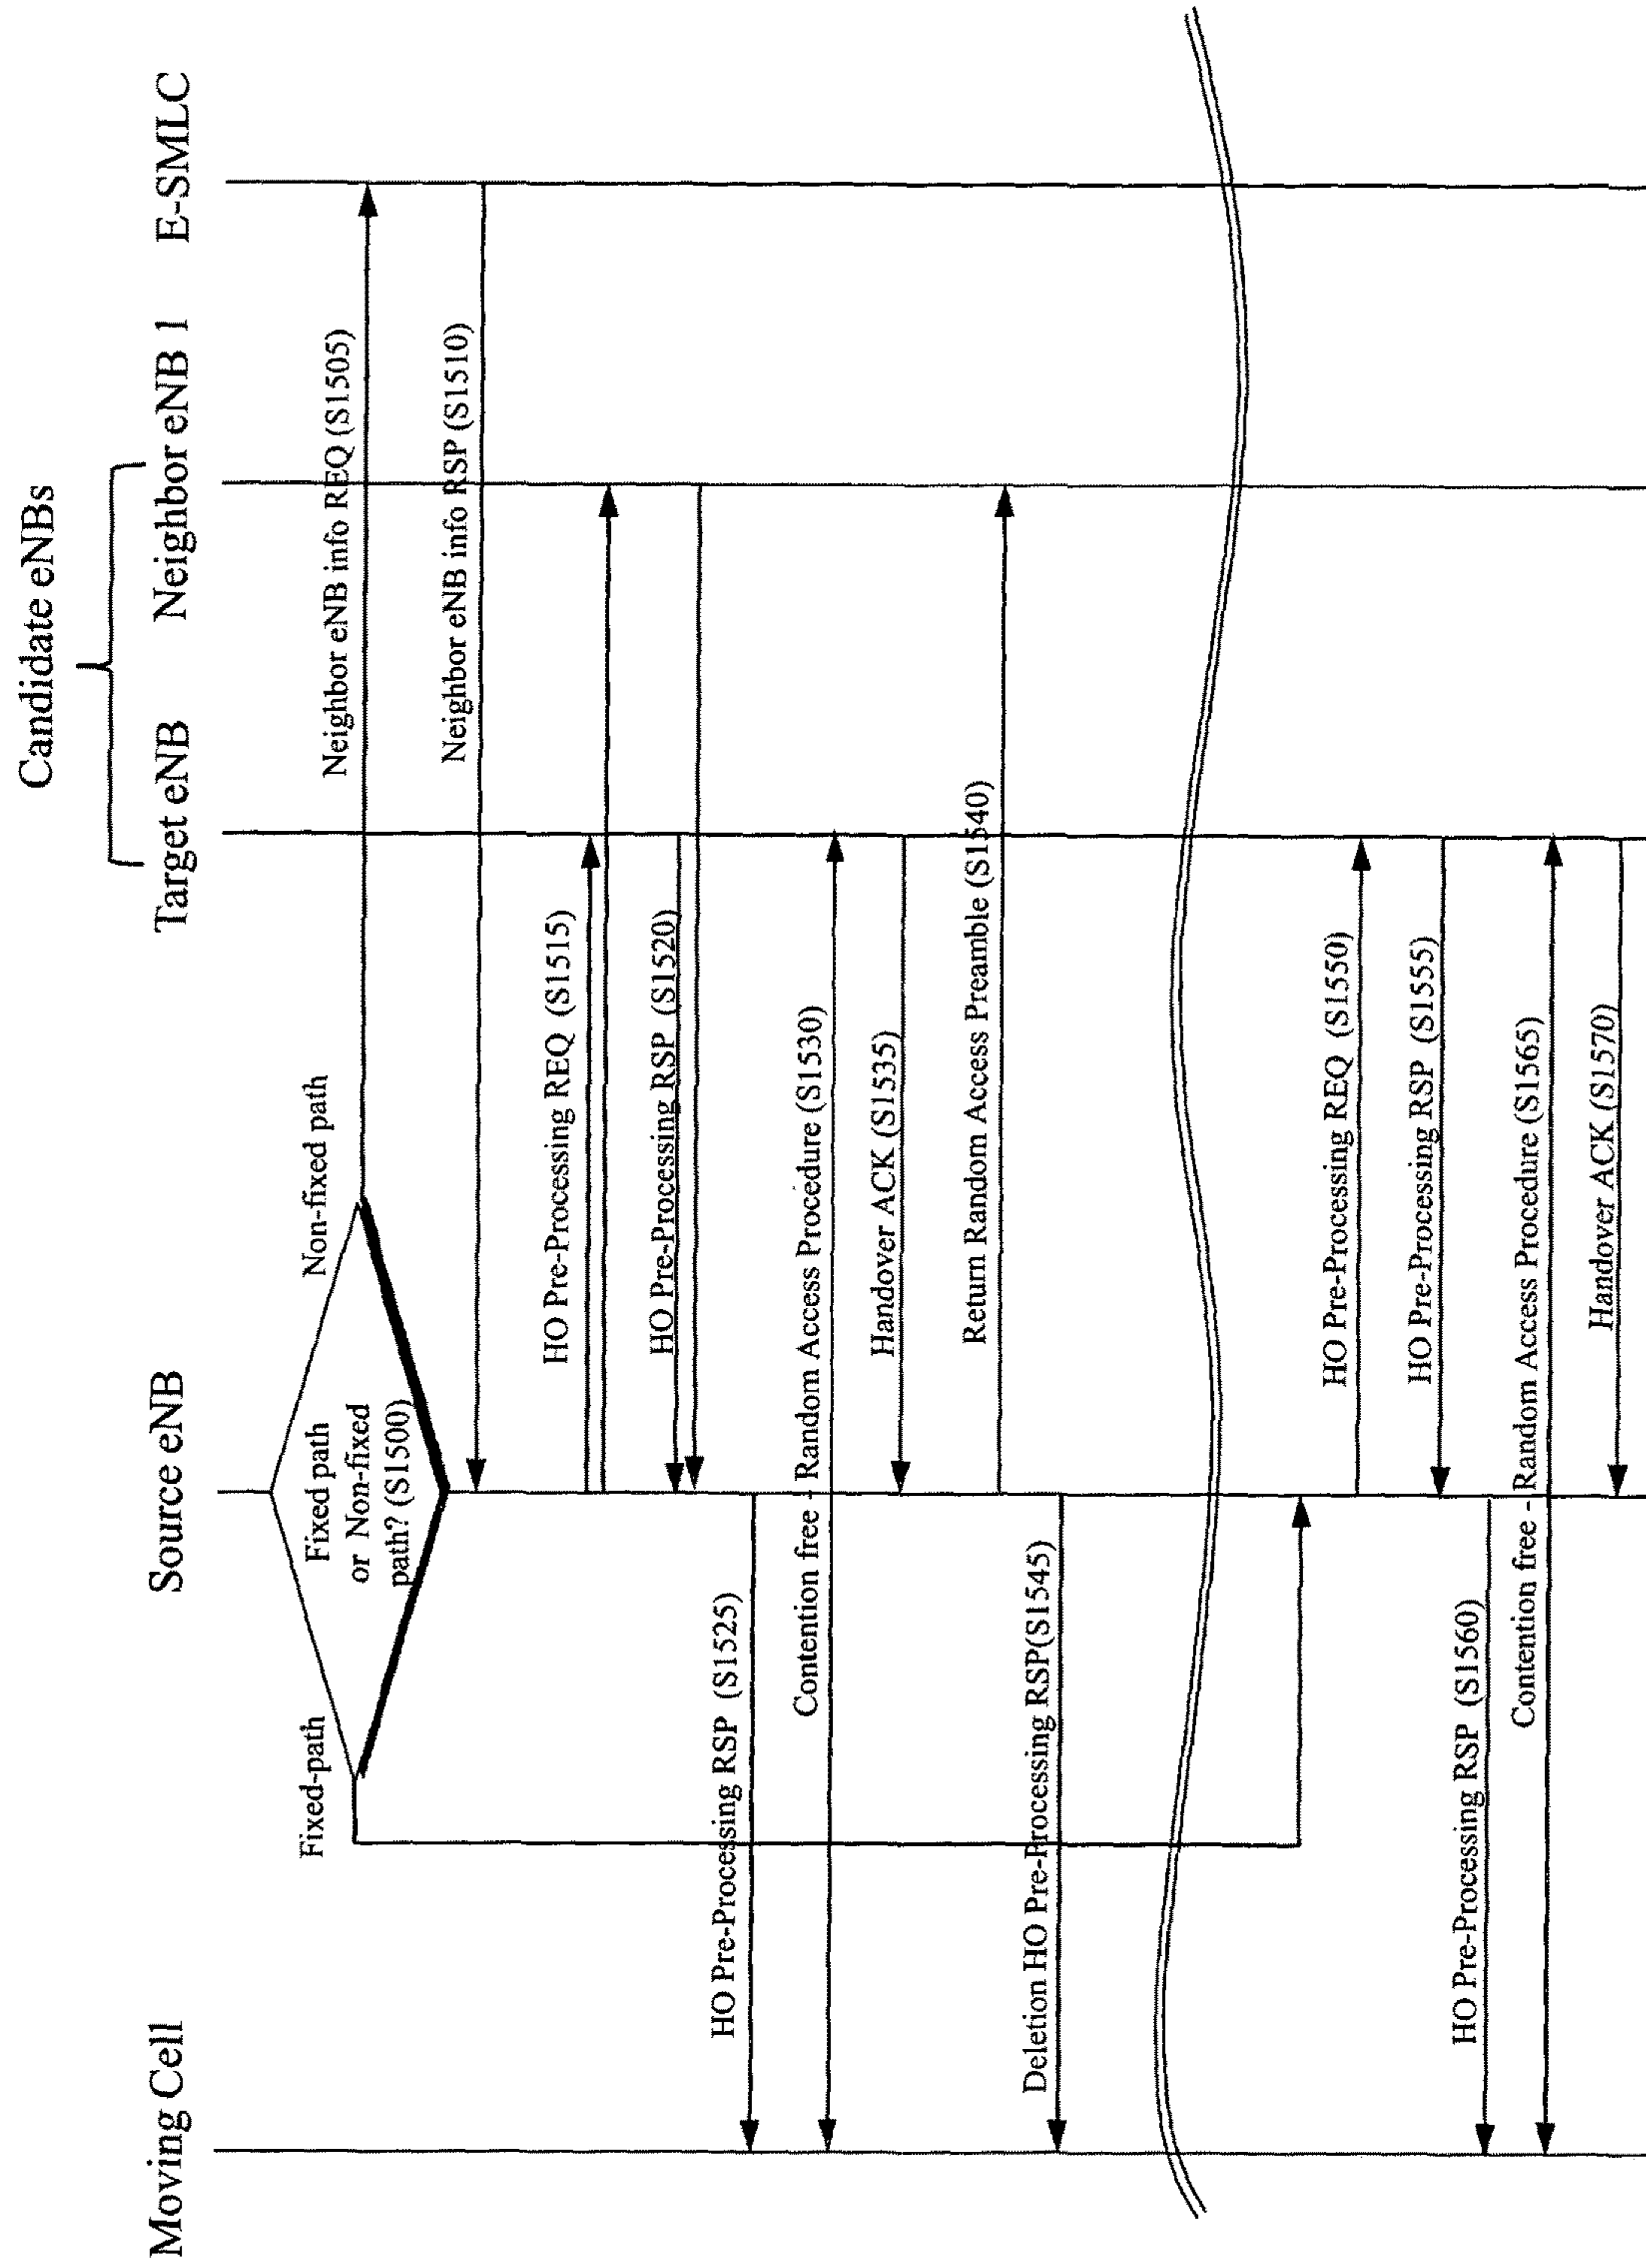 Candidate eNBs
Moving Cell
Source eNB
Target eNB
Neighbor eNB 1
E-SMLC
Fixed-path
Fixed path
or Non-fixed
path? (S1500)
Non-fixed path
Neighbor eNB info REQ (S1505)
Neighbor eNB info RSP (S1510)
HO Pre-Processing REQ (S1515)
HO Pre-Processing RSP (S1520)
HO Pre-Processing RSP (S1525)
Contention free - Random Access Procedure (S1530)
Handover ACK (S1535)
Return Random Access Preamble (S1540)
Deletion HO Pre-Processing RSP(S1545)
HO Pre-Processing REQ (S1550)
HO Pre-Processing RSP (S1555)
HO Pre-Processing RSP (S1560)
Contention free - Random Access Procedure (S1565)
Handover ACK (S1570)